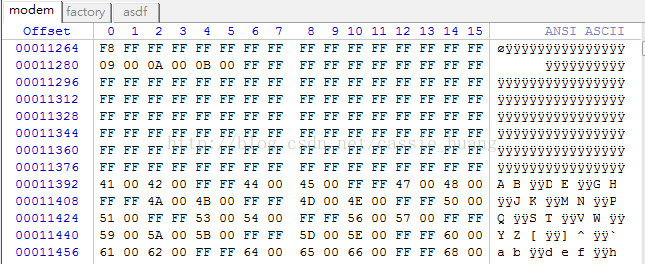 modem factory asdf
Offset 0 1 2 3 4 5 6 7 8 9 10 11 12 13 14 15 ANSI ASCII
00011264 F8 FF FF FF FF FF FF FF FF FF FF FF FF FF FF FF øÿÿÿÿÿÿÿÿÿÿÿÿÿÿÿ
00011280 09 00 0A 00 0B 00 FF FF FF FF FF FF FF FF FF FF ÿÿÿÿÿÿÿÿÿÿ
00011296 FF FF FF FF FF FF FF FF FF FF FF FF FF FF FF FF ÿÿÿÿÿÿÿÿÿÿÿÿÿÿÿÿ
00011312 FF FF FF FF FF FF FF FF FF FF FF FF FF FF FF FF ÿÿÿÿÿÿÿÿÿÿÿÿÿÿÿÿ
00011328 FF FF FF FF FF FF FF FF FF FF FF FF FF FF FF FF ÿÿÿÿÿÿÿÿÿÿÿÿÿÿÿÿ
00011344 FF FF FF FF FF FF FF FF FF FF FF FF FF FF FF FF ÿÿÿÿÿÿÿÿÿÿÿÿÿÿÿÿ
00011360 FF FF FF FF FF FF FF FF FF FF FF FF FF FF FF FF ÿÿÿÿÿÿÿÿÿÿÿÿÿÿÿÿ
http://blog.csdn.net/cassie_huang
00011376 FF FF FF FF FF FF FF FF FF FF FF FF FF FF FF FF ÿÿÿÿÿÿÿÿÿÿÿÿÿÿÿÿ
00011392 41 00 42 00 FF FF 44 00 45 00 FF FF 47 00 48 00 A B ÿÿD E ÿÿG H
00011408 FF FF 4A 00 4B 00 FF FF 4D 00 4E 00 FF FF 50 00 ÿÿJ K ÿÿM N ÿÿP
00011424 51 00 FF FF 53 00 54 00 FF FF 56 00 57 00 FF FF Q ÿÿS T ÿÿV W ÿÿ
00011440 59 00 5A 00 5B 00 FF FF 5D 00 5E 00 FF FF 60 00 Y Z [ ÿÿ] ^ ÿÿ`
00011456 61 00 62 00 FF FF 64 00 65 00 66 00 FF FF 68 00 a b ÿÿd e f ÿÿh